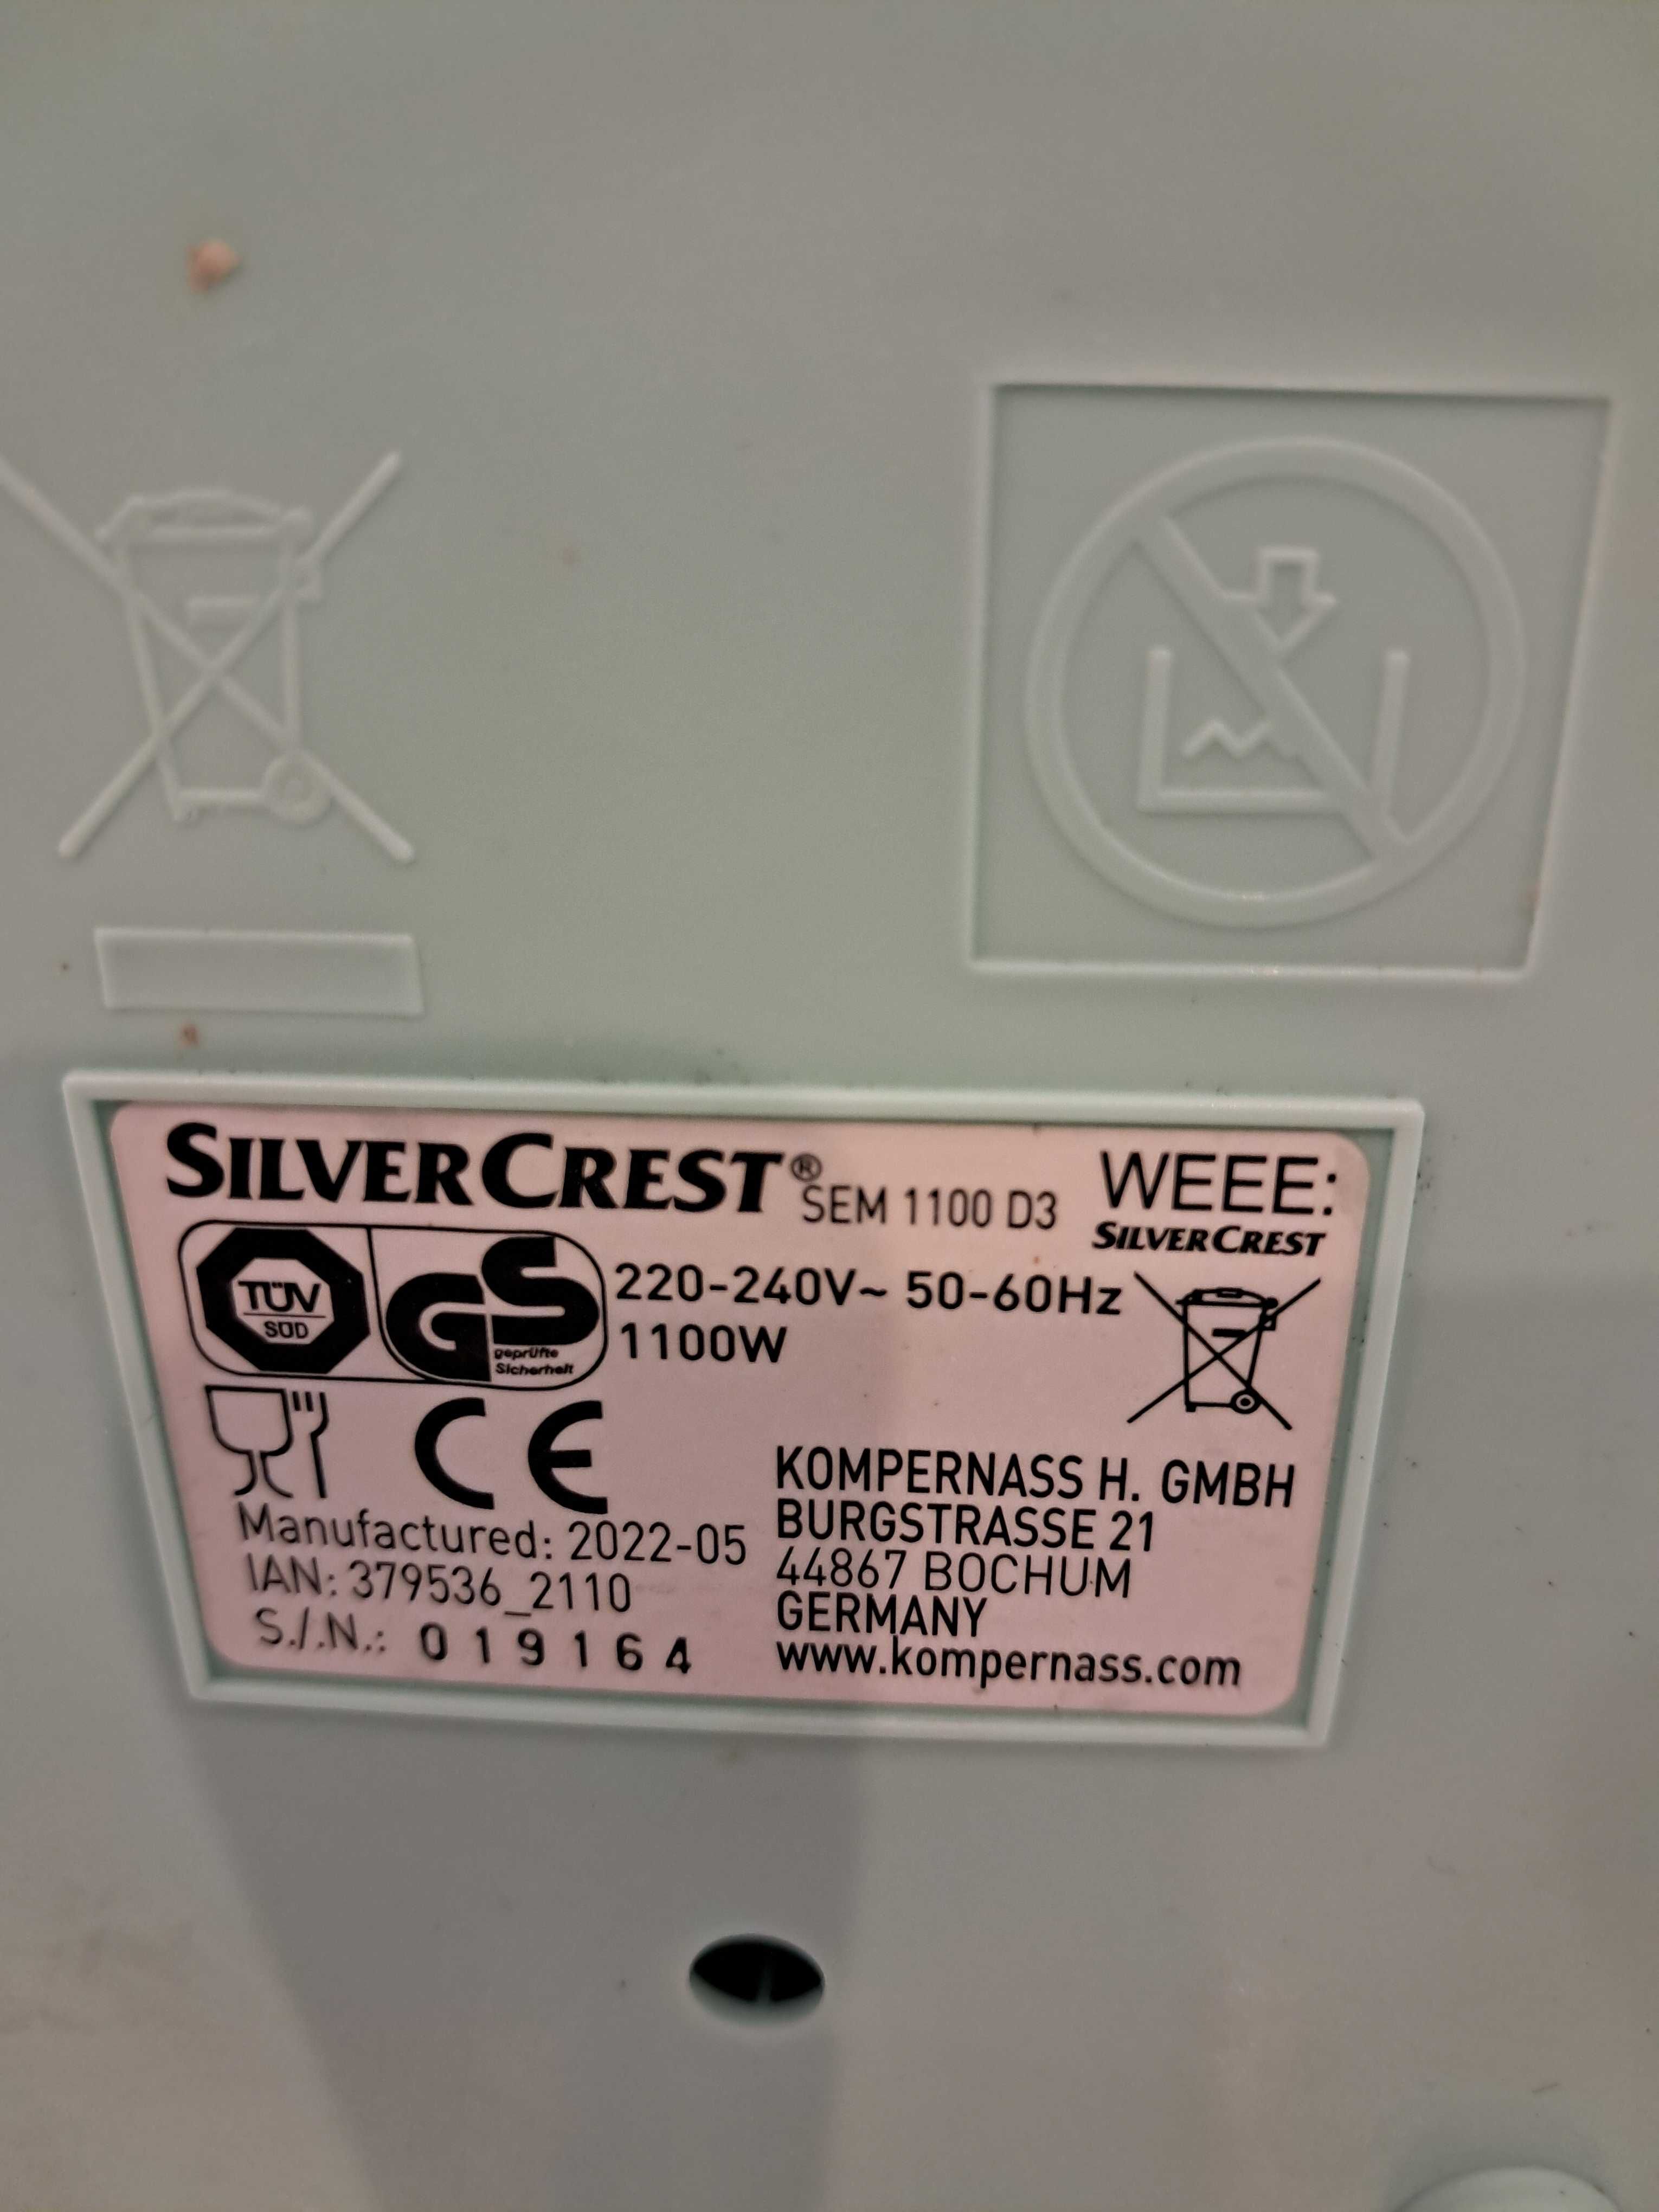 SILVERCREST® SEM 1100 D3
WEEE:
SILVERCREST
TÜV
SÜD
GS
geprüfte
Sicherheit
220-240V~ 50-60Hz
1100W
CE
Manufactured: 2022-05
IAN: 379536_2110
S./.N.: 019164
KOMPERNASS H. GMBH
BURGSTRASSE 21
44867 BOCHUM
GERMANY
www.kompernass.com